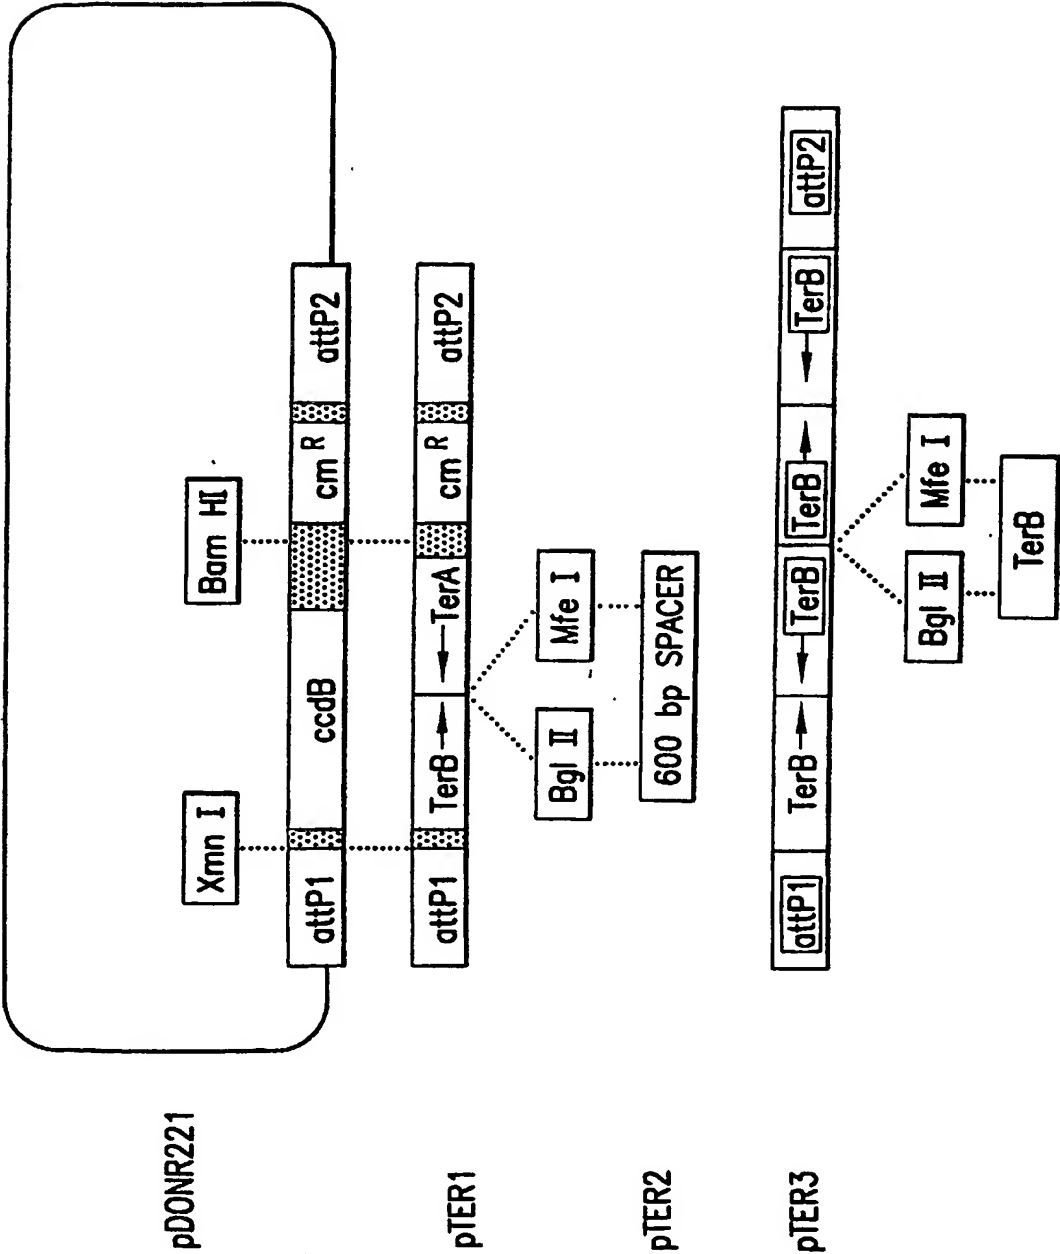 pDONR221
Xmn I
Bam HI
attP1
ccdB
cm R
attP2
pTER1
attP1
TerB
TerA
cm R
attP2
Bgl II
Mfe I
pTER2
600 bp SPACER
pTER3
attP1
TerB
TerB
TerB
TerB
attP2
Bgl II
Mfe I
TerB